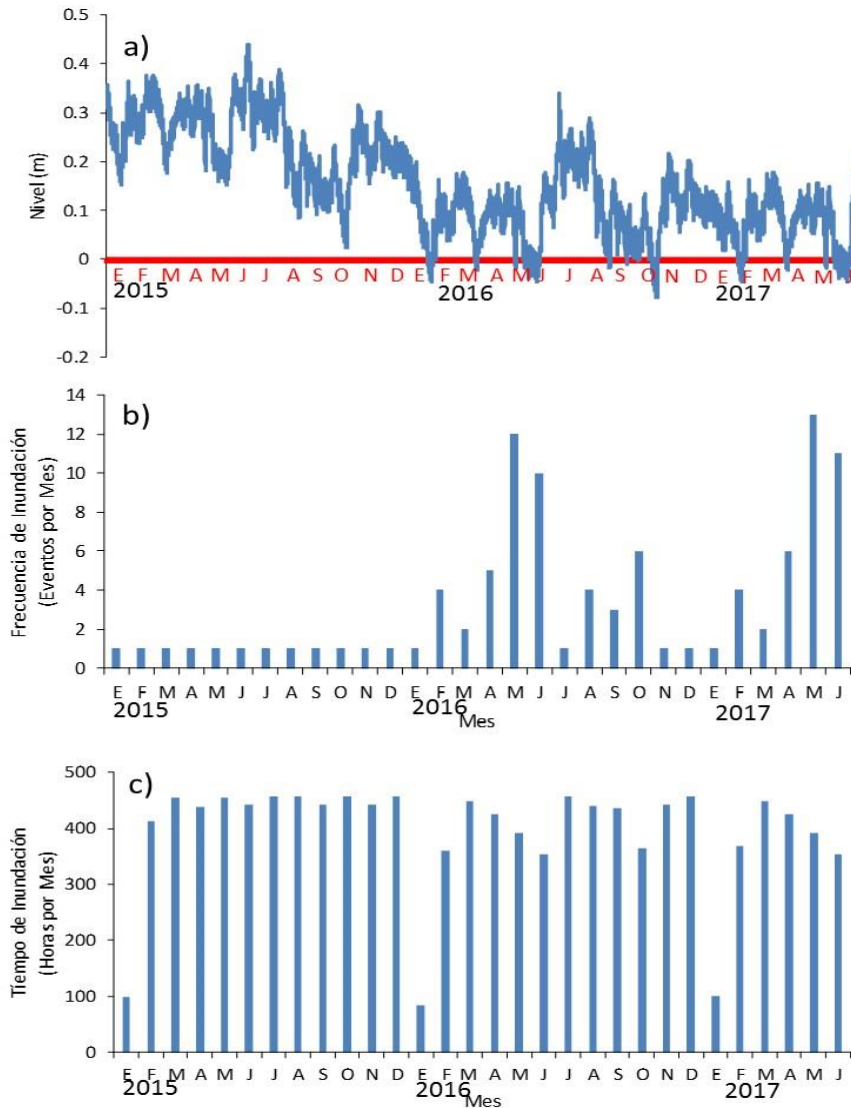 a)
Nivel (m)
0.5
0.4
0.3
0.2
0.1
0
-0.1
-0.2
E F M A M J J A S O N D E F M A M J J A S O N D E F M A M J
2015 2016 2017
b)
Frecuencia de Inundación
(Eventos por Mes)
14
12
10
8
6
4
2
0
E F M A M J J A S O N D E F M A M J J A S O N D E F M A M J
2015 2016 2017
Mes
c)
Tiempo de Inundación
(Horas por Mes)
500
400
300
200
100
0
E F M A M J J A S O N D E F M A M J J A S O N D E F M A M J
2015 2016 2017
Mes